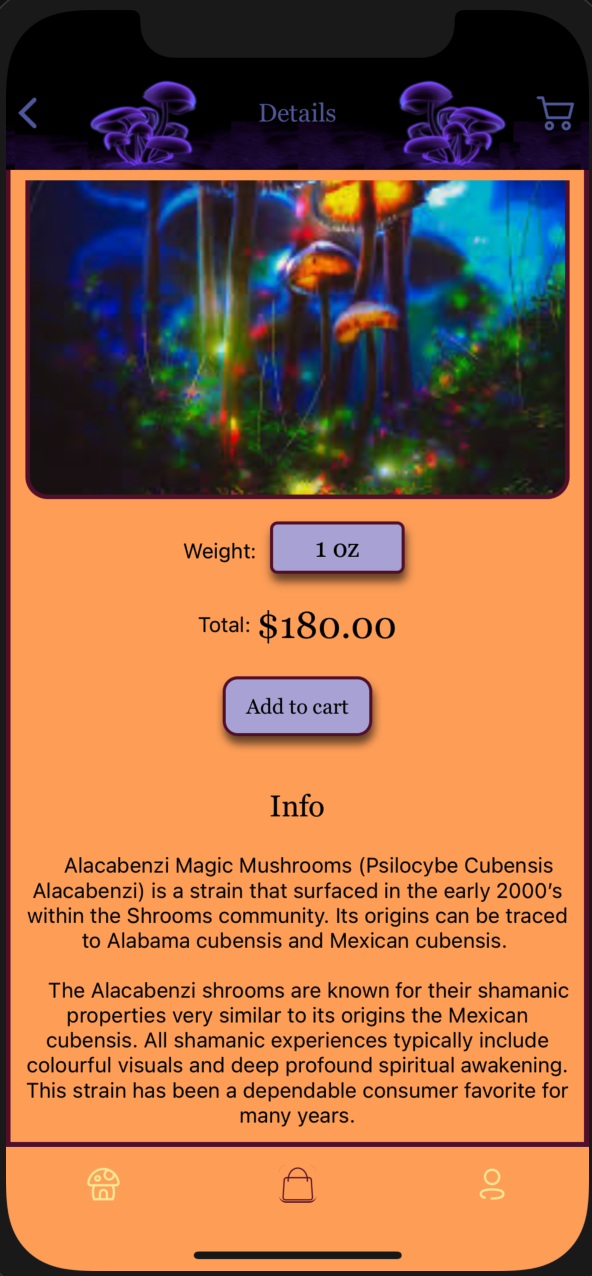 Details
Weight: 1 oz
Total: $180.00
Add to cart
Info
Alacabenzi Magic Mushrooms (Psilocybe Cubensis
Alacabenzi) is a strain that surfaced in the early 2000’s
within the Shrooms community. Its origins can be traced
to Alabama cubensis and Mexican cubensis.
The Alacabenzi shrooms are known for their shamanic
properties very similar to its origins the Mexican
cubensis. All shamanic experiences typically include
colourful visuals and deep profound spiritual awakening.
This strain has been a dependable consumer favorite for
many years.